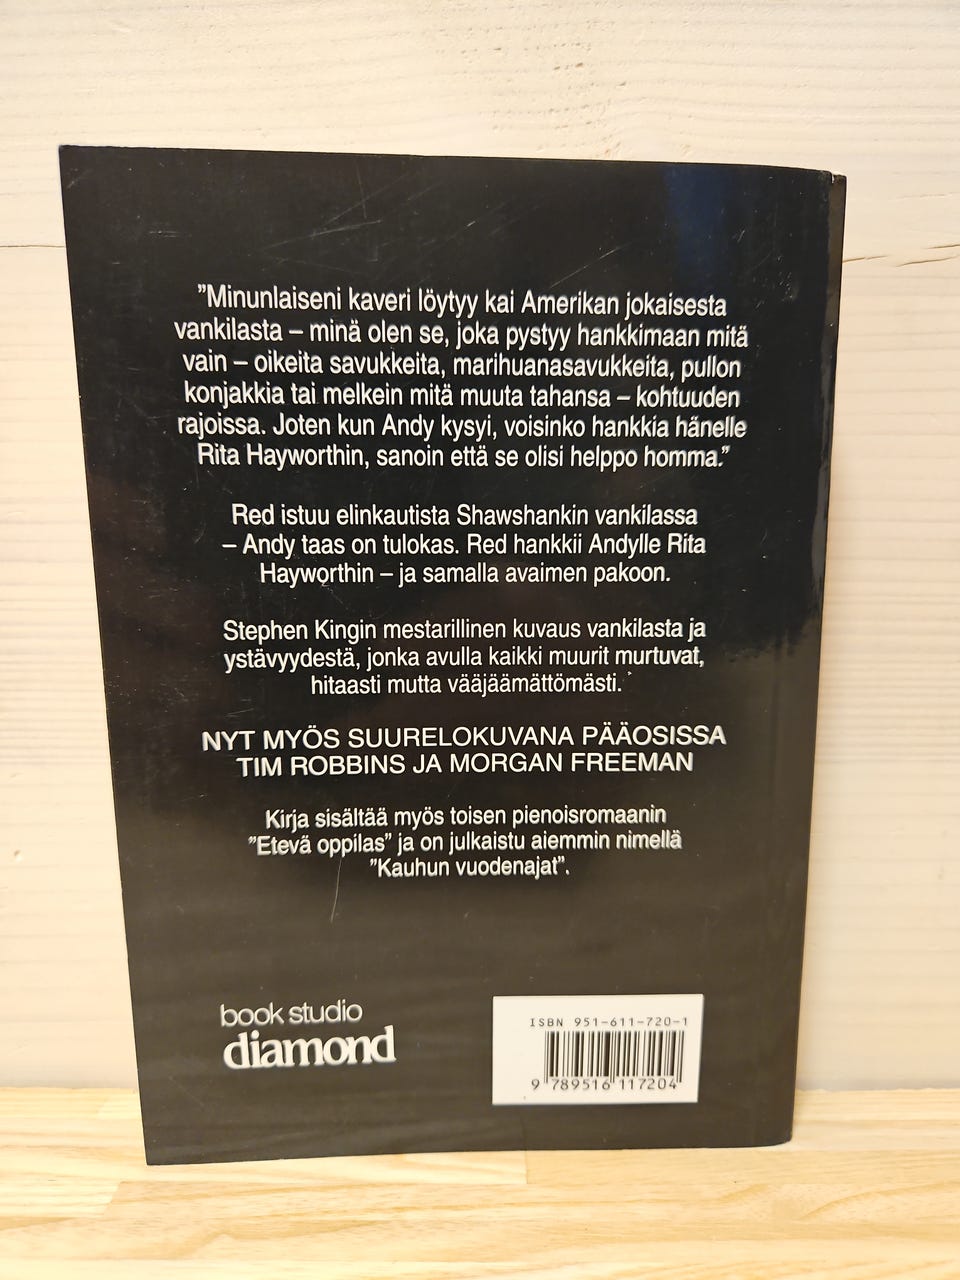 ”Minunlaiseni kaveri löytyy kai Amerikan jokaisesta
vankilasta – minä olen se, joka pystyy hankkimaan mitä
vain – oikeita savukkeita, marihuanasavukkeita, pullon
konjakkia tai melkein mitä muuta tahansa – kohtuuden
rajoissa. Joten kun Andy kysyi, voisinko hankkia hänelle
Rita Hayworthin, sanoin että se olisi helppo homma.”
Red istuu elinkautista Shawshankin vankilassa
– Andy taas on tulokas. Red hankkii Andylle Rita
Hayworthin – ja samalla avaimen pakoon.
Stephen Kingin mestarillinen kuvaus vankilasta ja
ystävyydestä, jonka avulla kaikki muurit murtuvat,
hitaasti mutta vääjäämättömästi.
NYT MYÖS SUURELOKUVANA PÄÄOSISSA
TIM ROBBINS JA MORGAN FREEMAN
Kirja sisältää myös toisen pienoisromaanin
”Etevä oppilas” ja on julkaistu aiemmin nimellä
”Kauhun vuodenajat”.
book studio
diamond
ISBN 951-611-720-1
9 789516 117204